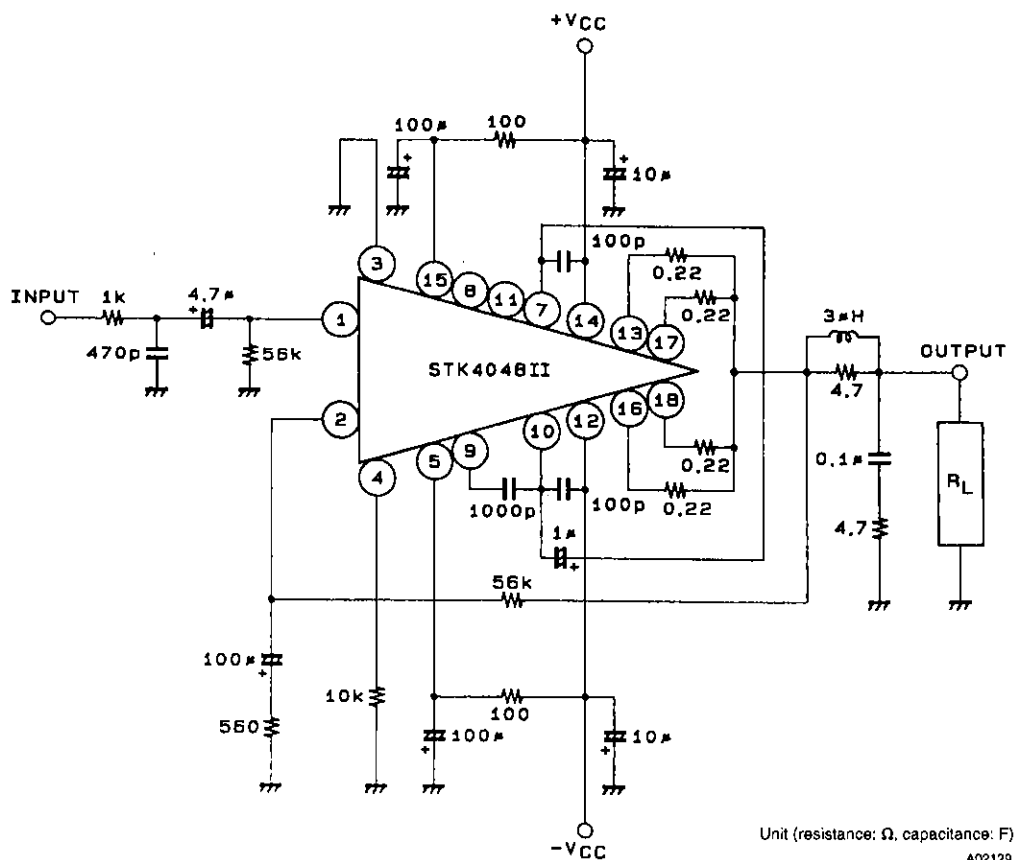 +VCC
100µ
100
+
+
10µ
100p
3
15
8
11
7
14
0.22
0.22
13
17
INPUT
1k
4.7µ
+
1
470p
56k
STK4048II
3µH
OUTPUT
4.7
2
4
5
9
10
12
16
18
0.22
0.22
1000p
100p
1µ
+
0.1µ
4.7
RL
56k
100µ
+
560
10k
100
100µ
+
10µ
+
-VCC
Unit (resistance: Ω, capacitance: F)
A02129